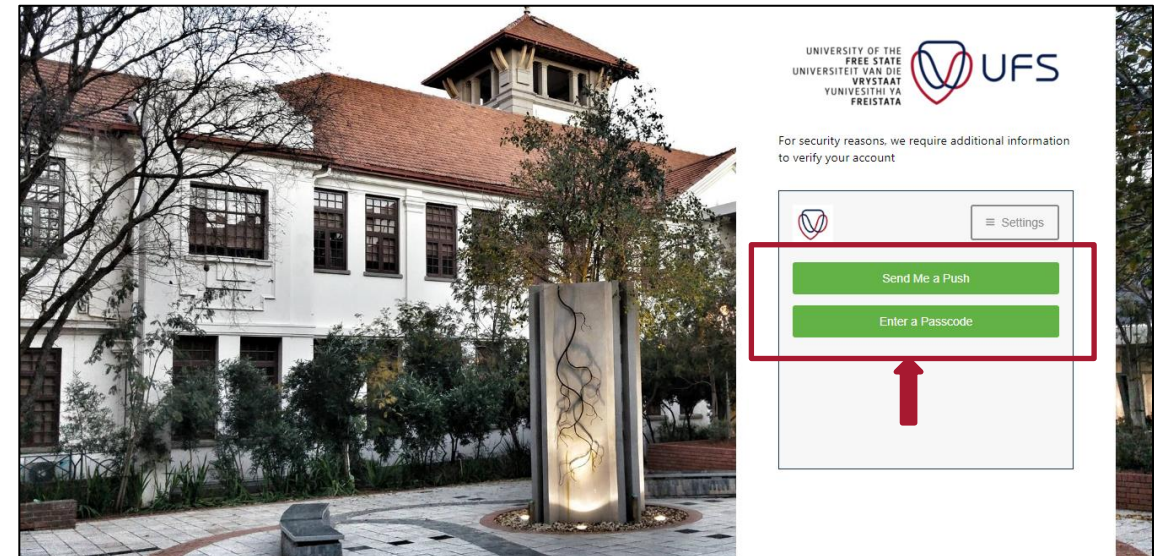 UNIVERSITY OF THE
FREE STATE
UNIVERSITEIT VAN DIE
VRYSTAAT
YUNIVESITHI YA
FREISTATA
UFS
For security reasons, we require additional information
to verify your account
≡ Settings
Send Me a Push
Enter a Passcode